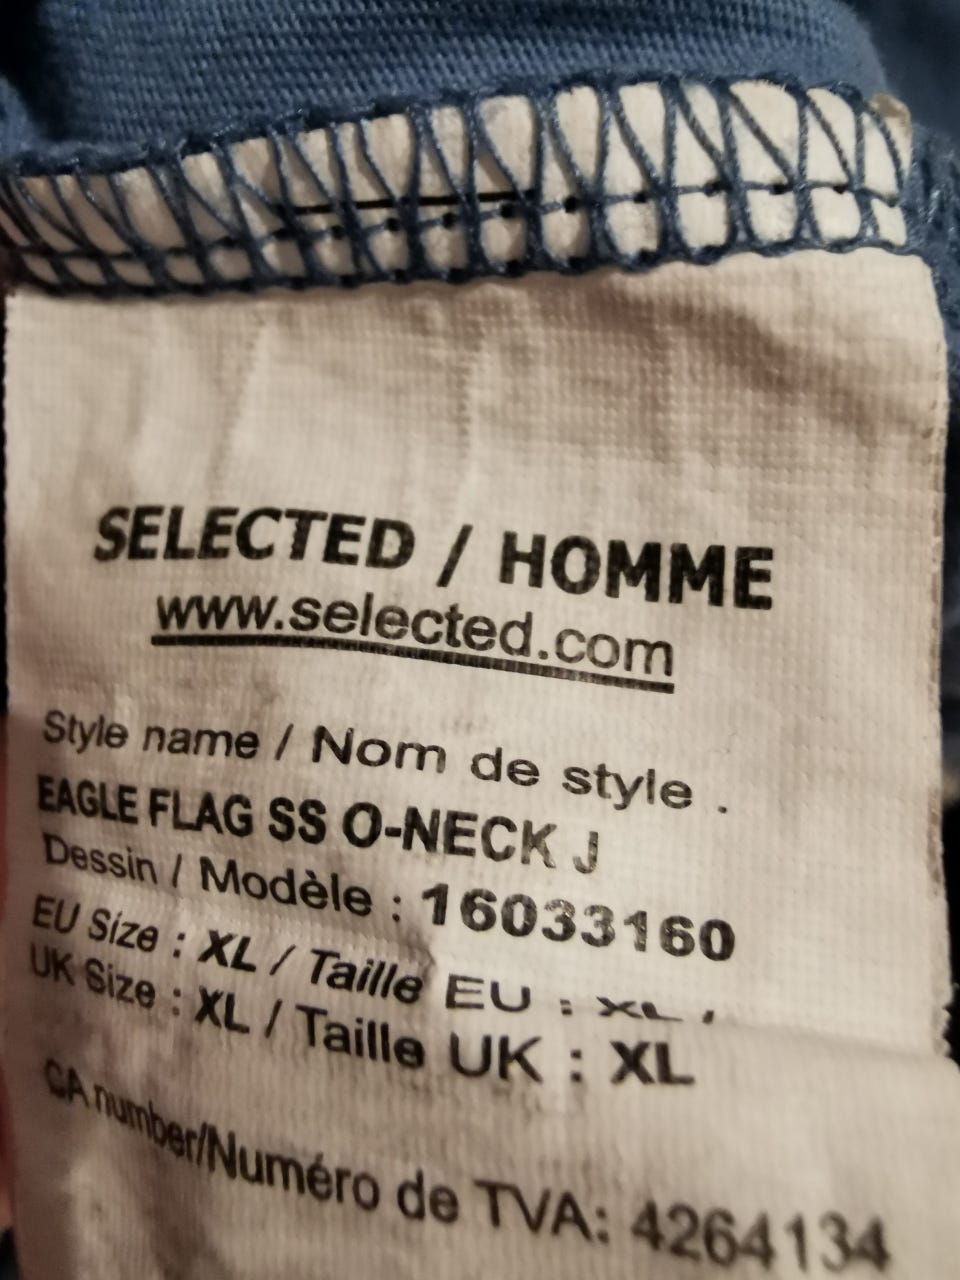 SELECTED / HOMME
www.selected.com
Style name / Nom de style .
EAGLE FLAG SS O-NECK J
Dessin / Modèle : 16033160
EU Size : XL / Taille EU : XL /
UK Size : XL / Taille UK : XL
CA number/Numéro de TVA: 4264134